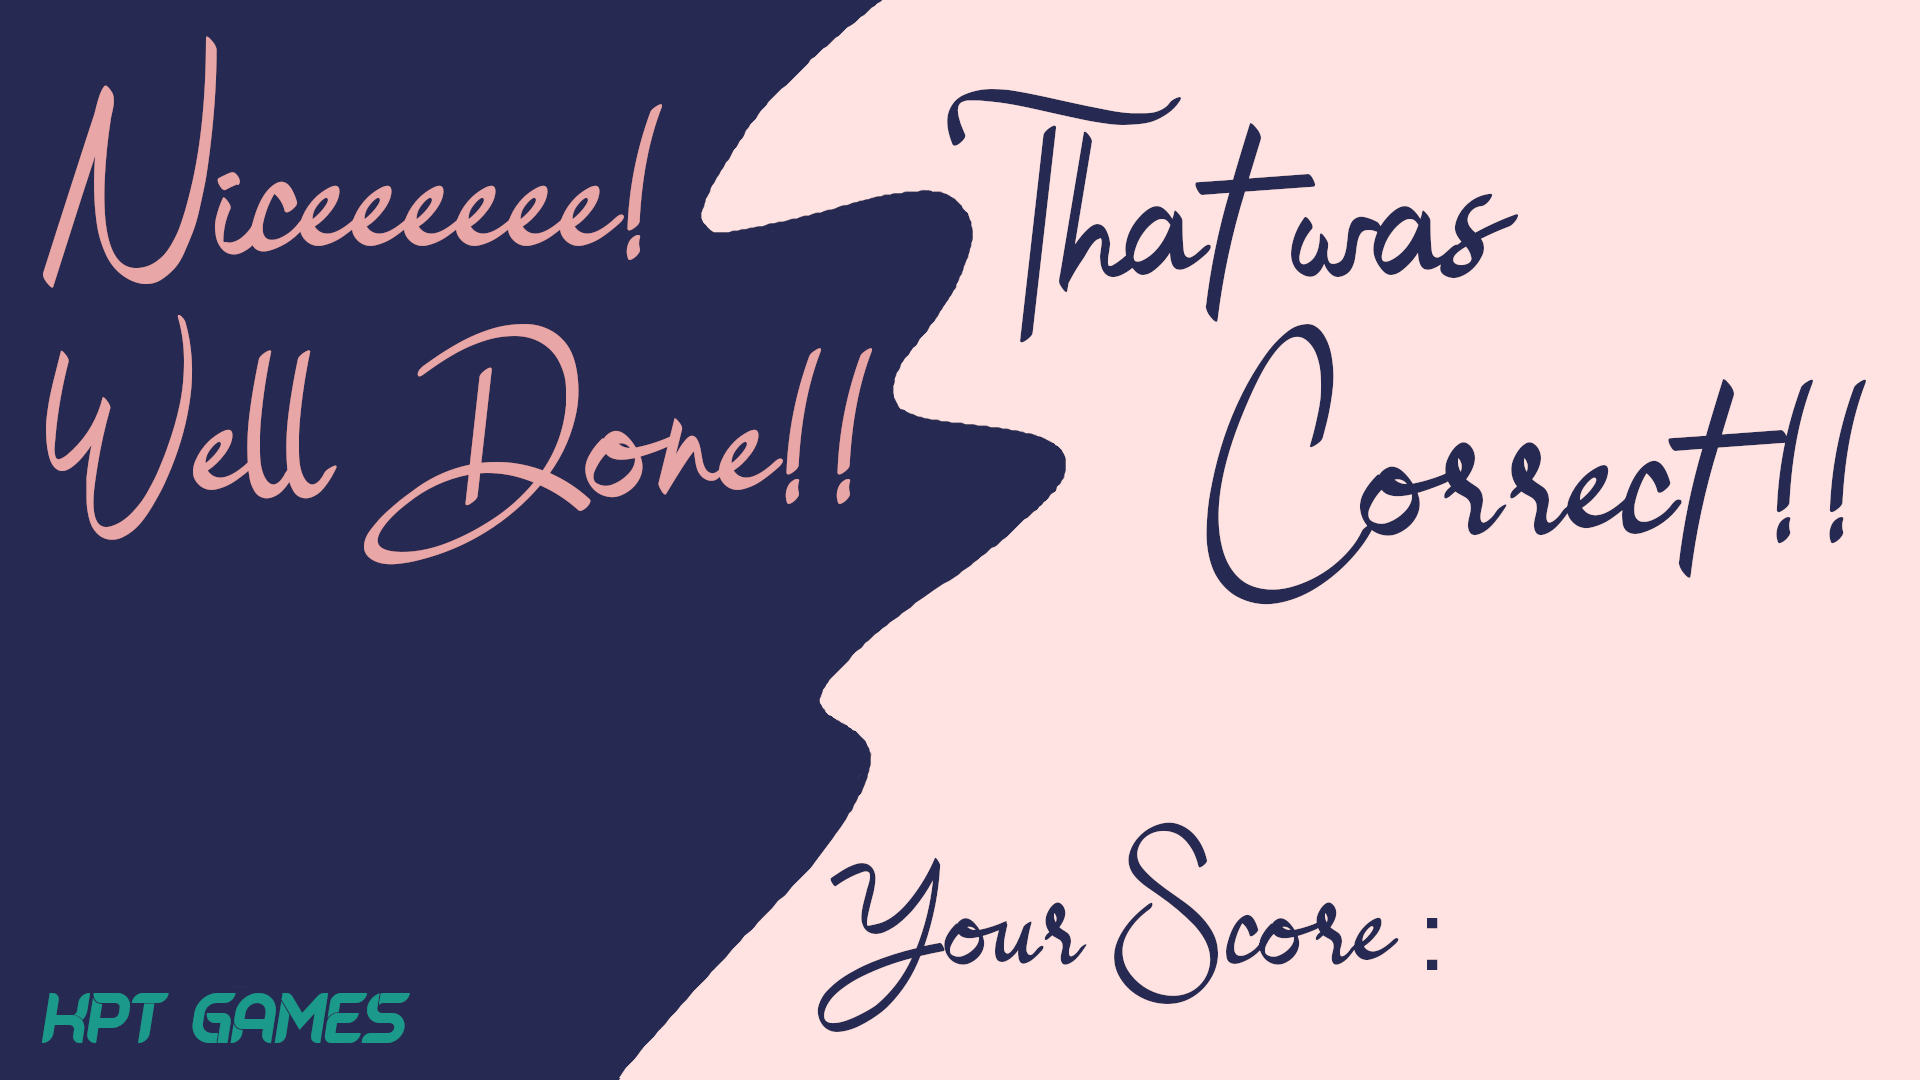 Niceeeeee!
Well Done!!
That was
Correct!!
Your Score :
KPT GAMES